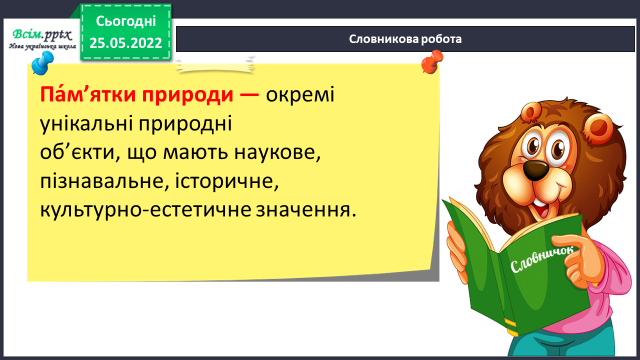 Всім.pptx
Нова українська школа
Сьогодні
25.05.2022
Словникова робота
Па́м’ятки природи — окремі
унікальні природні
об’єкти, що мають наукове,
пізнавальне, історичне,
культурно-естетичне значення.
Словничок